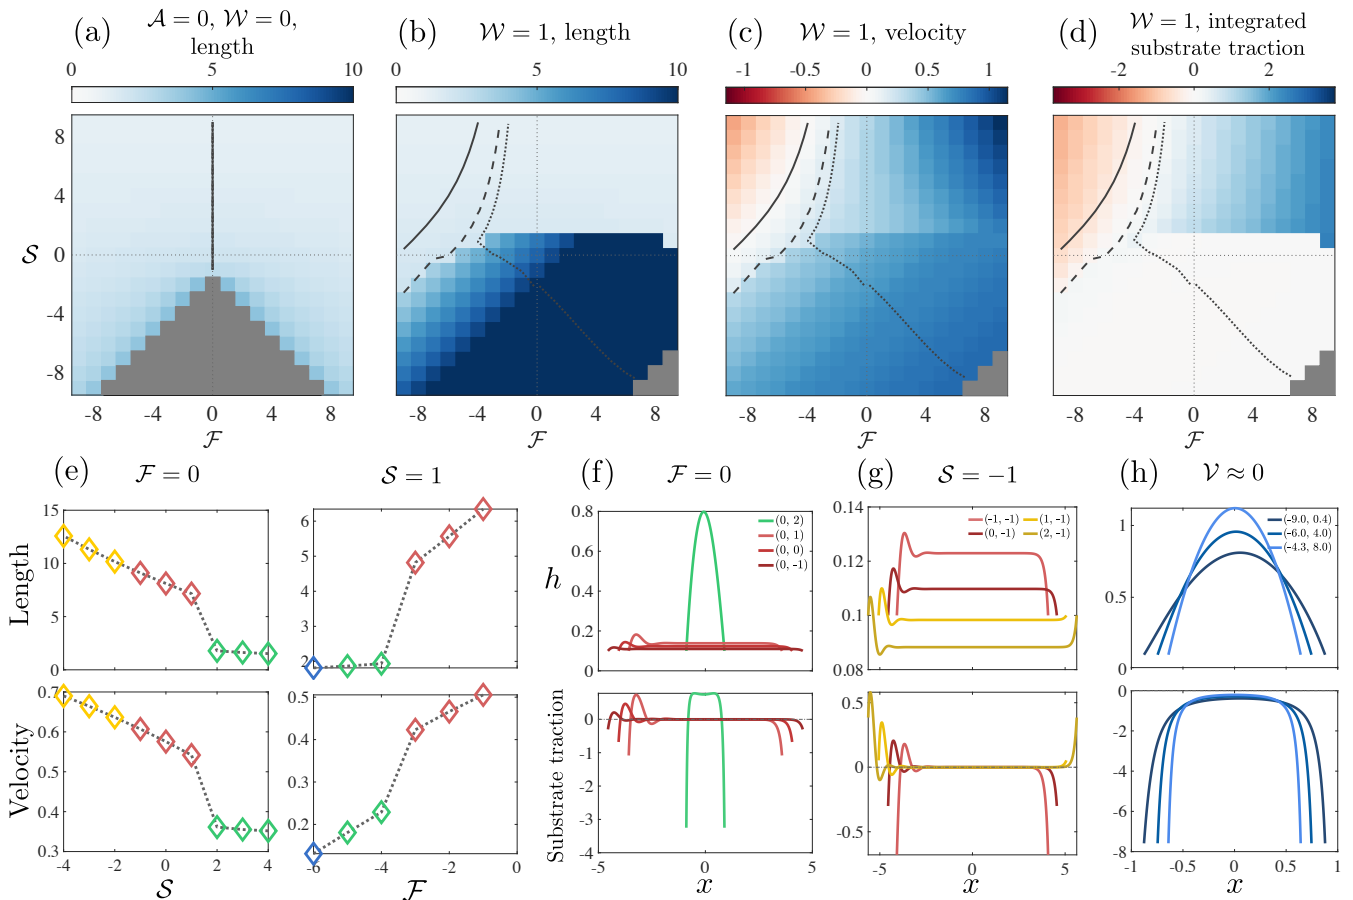 (a) 𝒜 = 0, 𝒲 = 0, length
0 5 10
𝒮
8
4
0
-4
-8
-8 -4 0 4 8
ℱ
(b) 𝒲 = 1, length
0 5 10
-8 -4 0 4 8
ℱ
(c) 𝒲 = 1, velocity
-1 -0.5 0 0.5 1
-8 -4 0 4 8
ℱ
(d) 𝒲 = 1, integrated
substrate traction
-2 0 2
-8 -4 0 4 8
ℱ
(e) ℱ = 0
Length
15
10
5
0
Velocity
0.7
0.6
0.5
0.4
0.3
-4 -2 0 2 4
𝒮
𝒮 = 1
6
5
4
3
2
0.5
0.4
0.3
0.2
-6 -4 -2 0
ℱ
(f) ℱ = 0
h
0.8
0.6
0.4
0.2
0
(0, 2)
(0, 1)
(0, 0)
(0, -1)
Substrate traction
0
-1
-2
-3
-4
-5 0 5
x
(g) 𝒮 = −1
0.14
0.12
0.1
0.08
(-1, -1) (1, -1)
(0, -1) (2, -1)
0.5
0
-0.5
-5 0 5
x
(h) 𝒱 ≈ 0
1
0.5
0
(-9.0, 0.4)
(-6.0, 4.0)
(-4.3, 8.0)
0
-2
-4
-6
-8
-1 -0.5 0 0.5 1
x